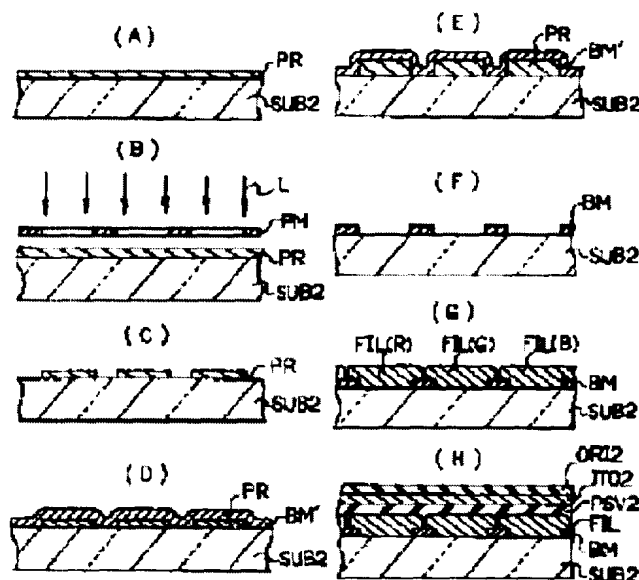 (A)
PR
SUB2
(B)
L
PM
PR
SUB2
(C)
PR
SUB2
(D)
PR
BM'
SUB2
(E)
PR
BM'
SUB2
(F)
BM
SUB2
(G)
FIL(R) FIL(G) FIL(B)
BM
SUB2
(H)
ORI2
ITO2
PSV2
FIL
BM
SUB2